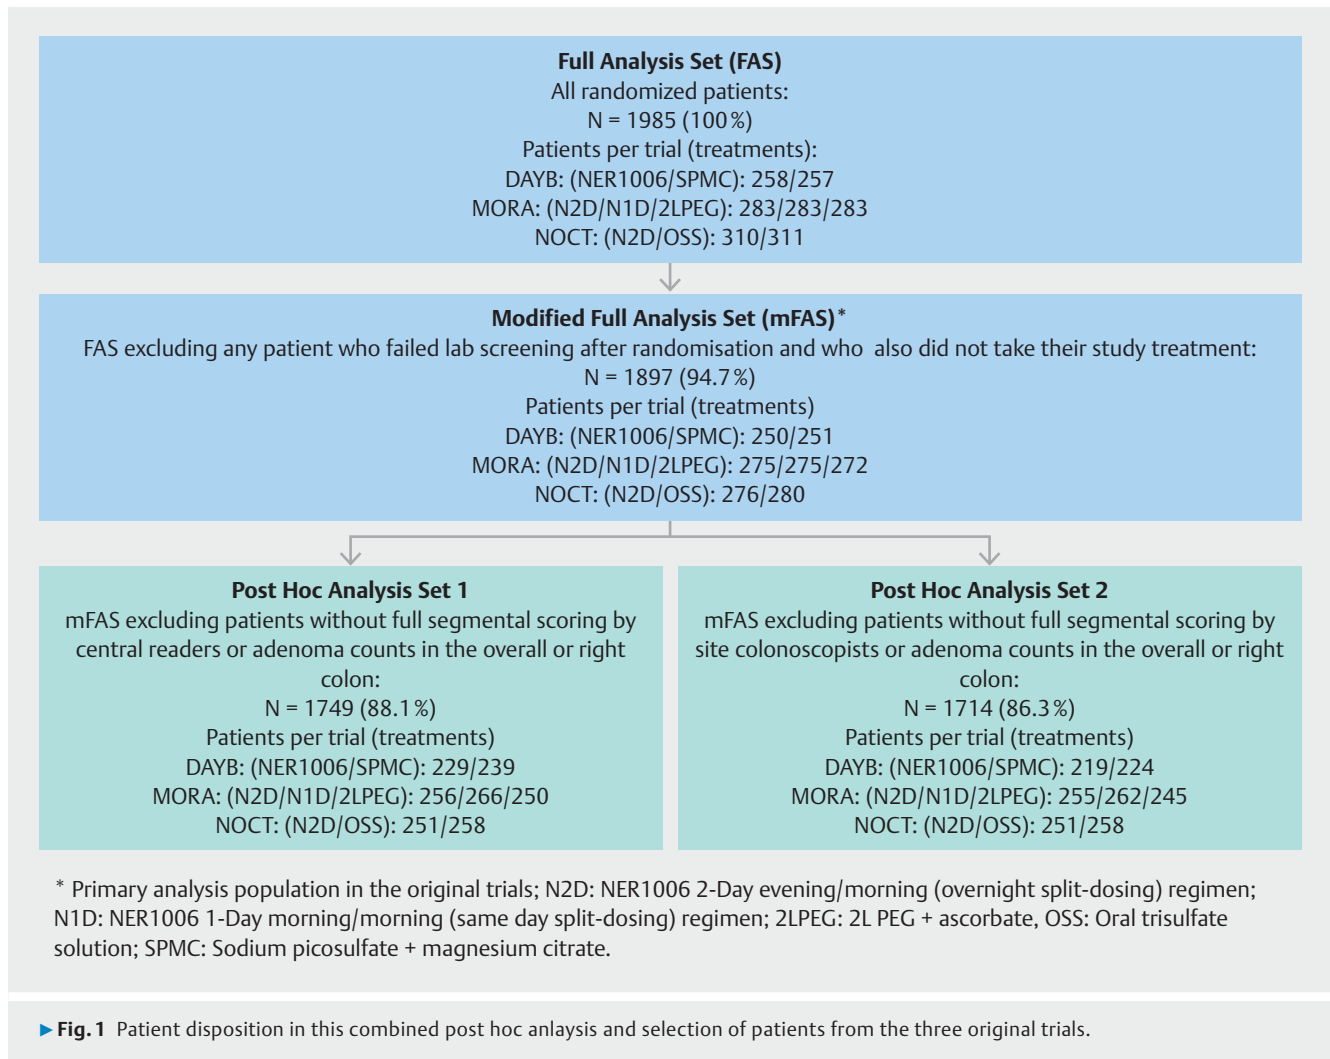 Full Analysis Set (FAS)
All randomized patients:
N = 1985 (100 %)
Patients per trial (treatments):
DAYB: (NER1006/SPMC): 258/257
MORA: (N2D/N1D/2LPEG): 283/283/283
NOCT: (N2D/OSS): 310/311
Modified Full Analysis Set (mFAS)*
FAS excluding any patient who failed lab screening after randomisation and who also did not take their study treatment:
N = 1897 (94.7 %)
Patients per trial (treatments)
DAYB: (NER1006/SPMC): 250/251
MORA: (N2D/N1D/2LPEG): 275/275/272
NOCT: (N2D/OSS): 276/280
Post Hoc Analysis Set 1
mFAS excluding patients without full segmental scoring by
central readers or adenoma counts in the overall or right
colon:
N = 1749 (88.1 %)
Patients per trial (treatments)
DAYB: (NER1006/SPMC): 229/239
MORA: (N2D/N1D/2LPEG): 256/266/250
NOCT: (N2D/OSS): 251/258
Post Hoc Analysis Set 2
mFAS excluding patients without full segmental scoring by
site colonoscopists or adenoma counts in the overall or right
colon:
N = 1714 (86.3 %)
Patients per trial (treatments)
DAYB: (NER1006/SPMC): 219/224
MORA: (N2D/N1D/2LPEG): 255/262/245
NOCT: (N2D/OSS): 251/258
* Primary analysis population in the original trials; N2D: NER1006 2-Day evening/morning (overnight split-dosing) regimen;
N1D: NER1006 1-Day morning/morning (same day split-dosing) regimen; 2LPEG: 2L PEG + ascorbate, OSS: Oral trisulfate
solution; SPMC: Sodium picosulfate + magnesium citrate.
▶ Fig. 1 Patient disposition in this combined post hoc anlaysis and selection of patients from the three original trials.